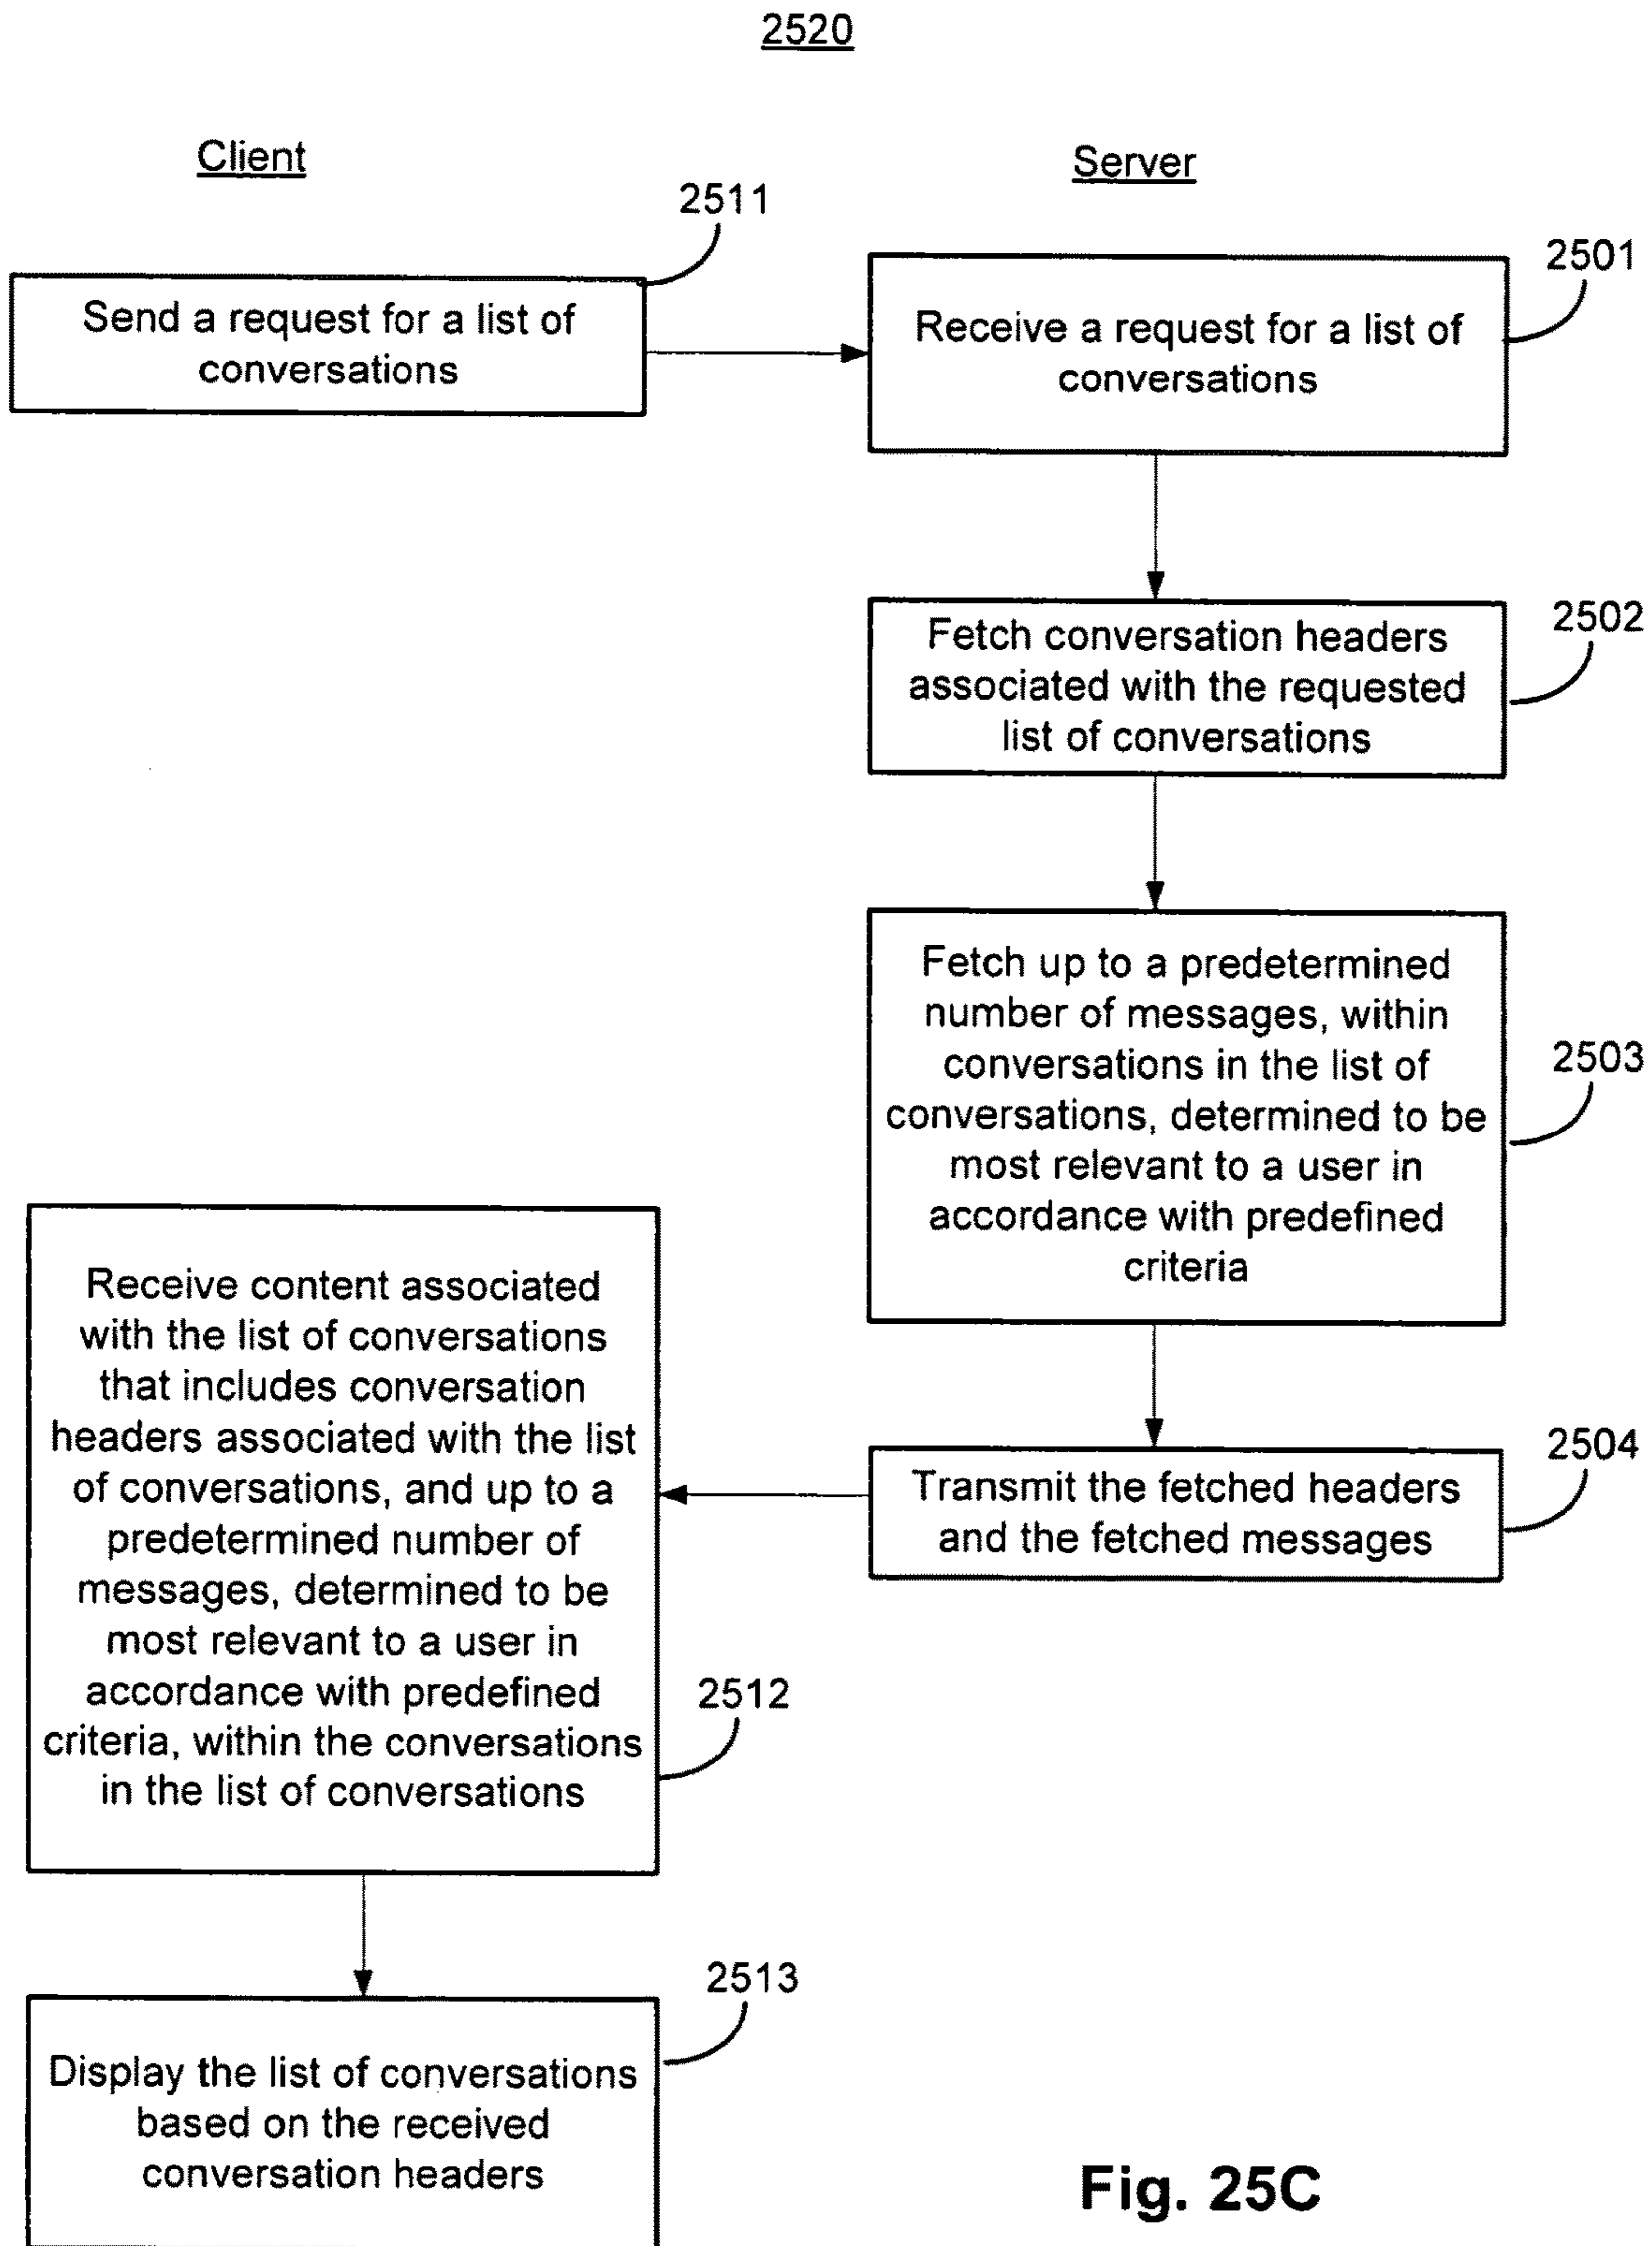 2520
Client
Server
2511
Send a request for a list of
conversations
2501
Receive a request for a list of
conversations
2502
Fetch conversation headers
associated with the requested
list of conversations
2503
Fetch up to a predetermined
number of messages, within
conversations in the list of
conversations, determined to be
most relevant to a user in
accordance with predefined
criteria
2504
Transmit the fetched headers
and the fetched messages
Receive content associated
with the list of conversations
that includes conversation
headers associated with the list
of conversations, and up to a
predetermined number of
messages, determined to be
most relevant to a user in
accordance with predefined
criteria, within the conversations
in the list of conversations
2512
2513
Display the list of conversations
based on the received
conversation headers
Fig. 25C